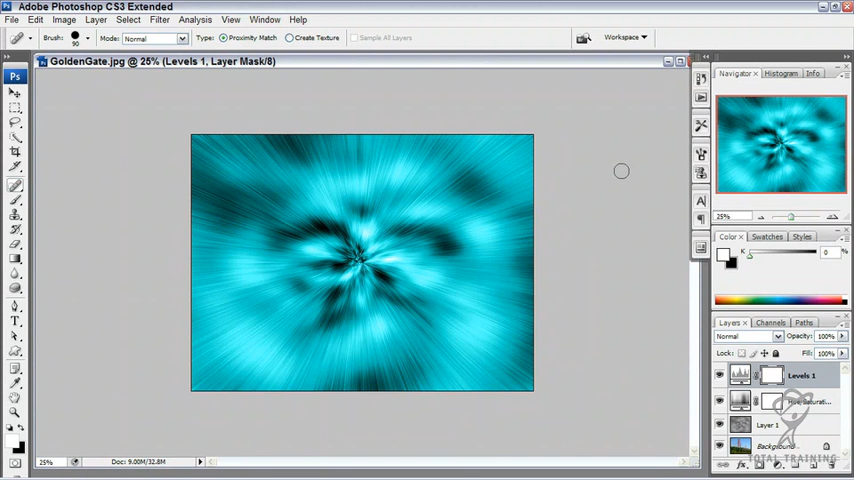 Adobe Photoshop CS3 Extended
File Edit Image Layer Select Filter Analysis View Window Help
Brush: 90 Mode: Normal Type: Proximity Match Create Texture Sample All Layers Workspace
GoldenGate.jpg @ 25% (Levels 1, Layer Mask/8)
Ps
Navigator Histogram Info
25%
Color Swatches Styles
K 0 %
Layers Channels Paths
Normal Opacity: 100%
Lock: Fill: 100%
Levels 1
Hue/Saturati...
Layer 1
Background
TOTAL TRAINING
25% Doc: 9.00M/32.8M